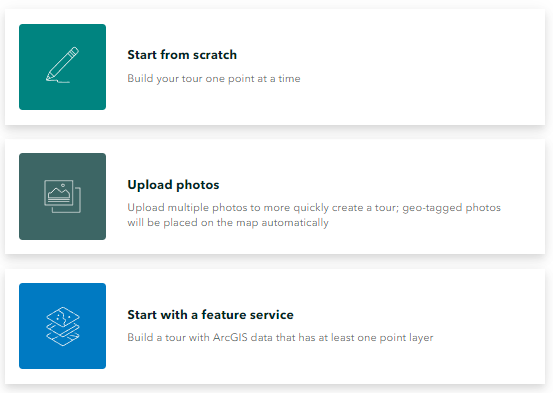 Start from scratch
Build your tour one point at a time
Upload photos
Upload multiple photos to more quickly create a tour; geo-tagged photos
will be placed on the map automatically
Start with a feature service
Build a tour with ArcGIS data that has at least one point layer